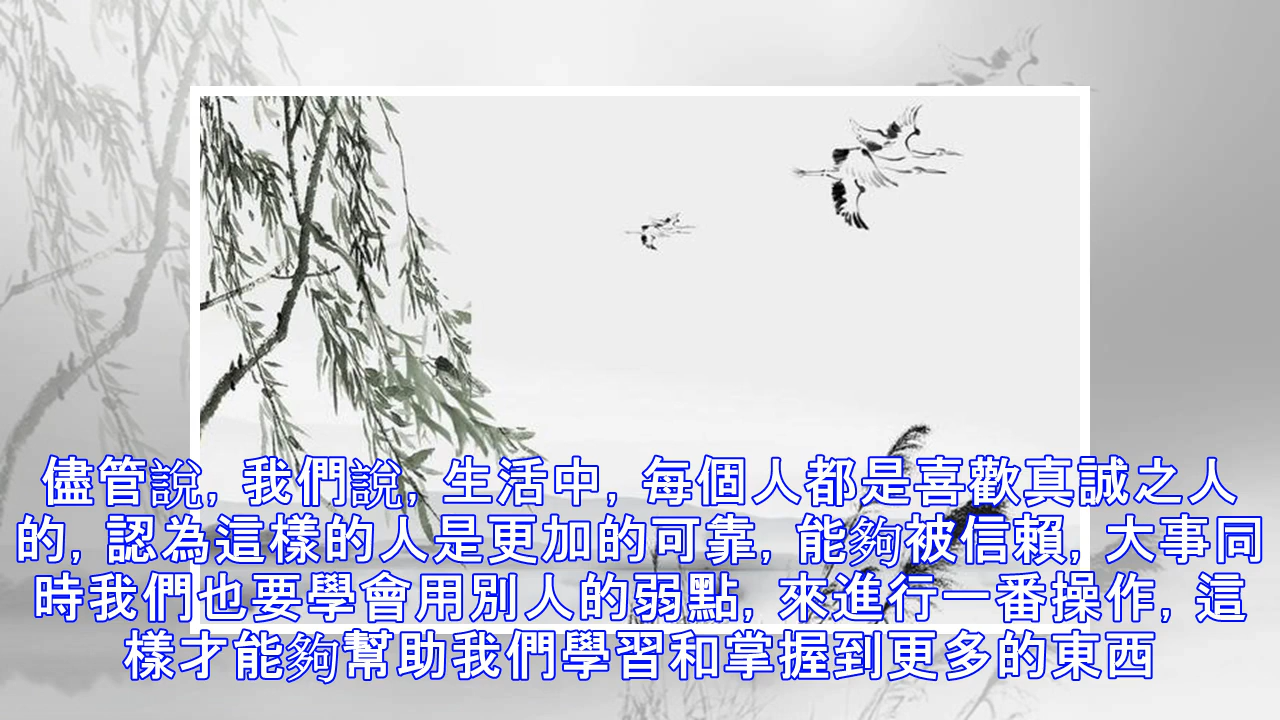 儘管說, 我們說, 生活中, 每個人都是喜歡真誠之人
的, 認為這樣的人是更加的可靠, 能夠被信賴, 大事同
時我們也要學會用別人的弱點, 來進行一番操作, 這
樣才能夠幫助我們學習和掌握到更多的東西